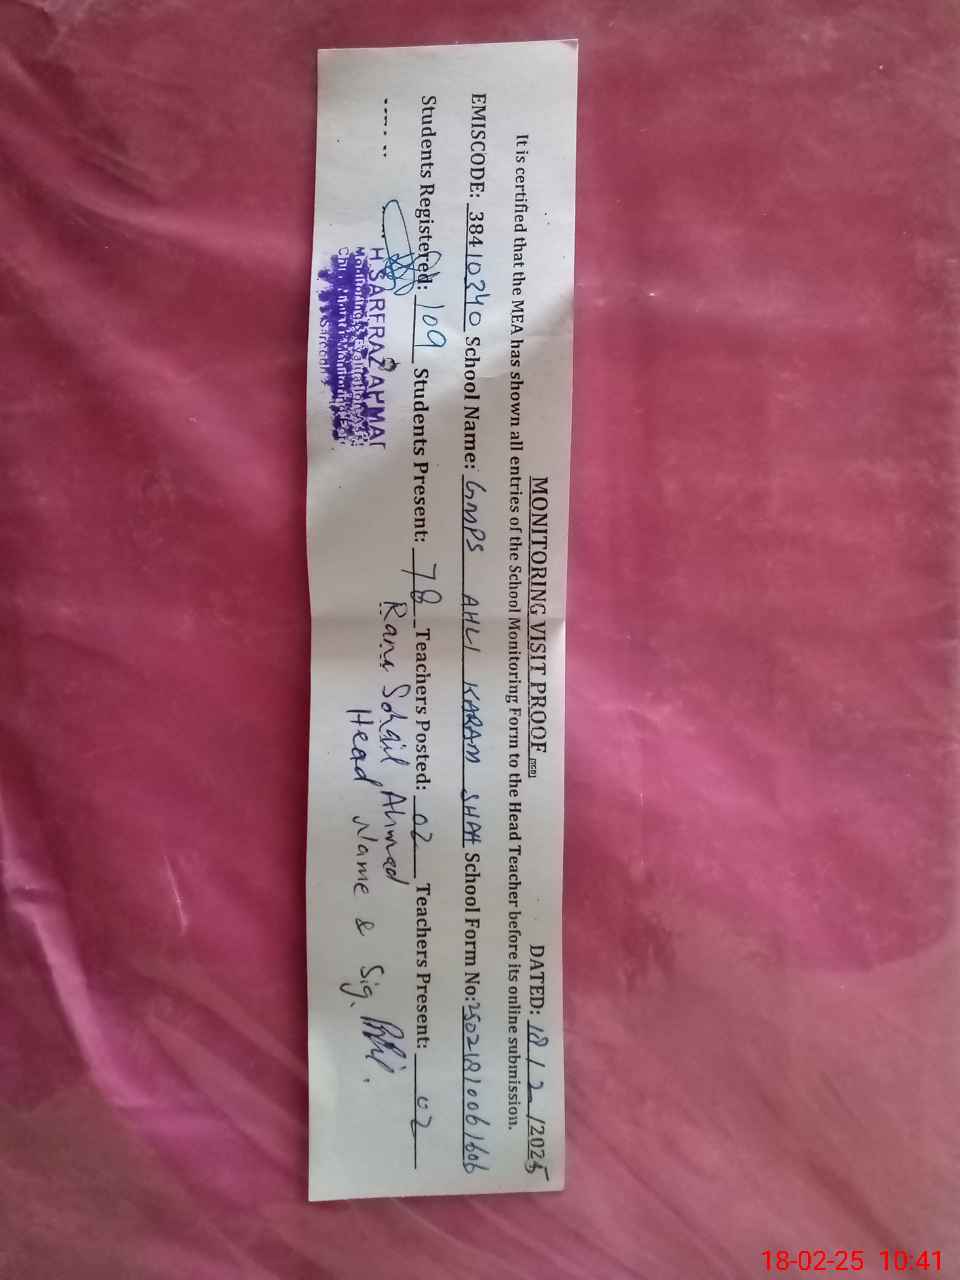 MONITORING VISIT PROOF
DATED: 18 / 2 /2025
It is certified that the MEA has shown all entries of the School Monitoring Form to the Head Teacher before its online submission.
EMISCODE: 38410340 School Name: GMPS AHLI KARAM SHAH School Form No:
Students Registered: 109 Students Present: 78 Teachers Posted: 02 Teachers Present: 02
Rana Sohail Ahmad
Head Name & Sig.
H.SARFRAZ AHMAD
18-02-25 10:41